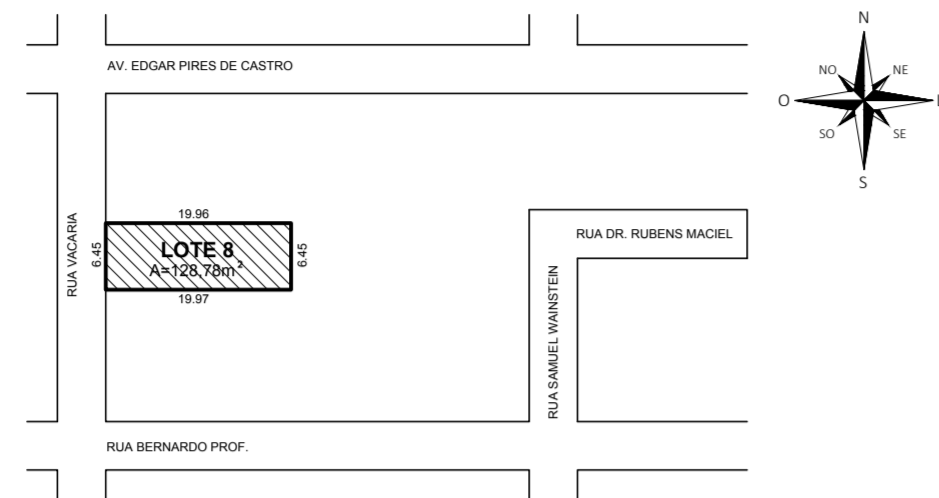 AV. EDGAR PIRES DE CASTRO
N
NO
NE
O
SO
SE
S
19.96
RUA VACARIA
6.45
LOTE 8
A=128,78m²
6.45
19.97
RUA DR. RUBENS MACIEL
RUA SAMUEL WAINSTEIN
RUA BERNARDO PROF.